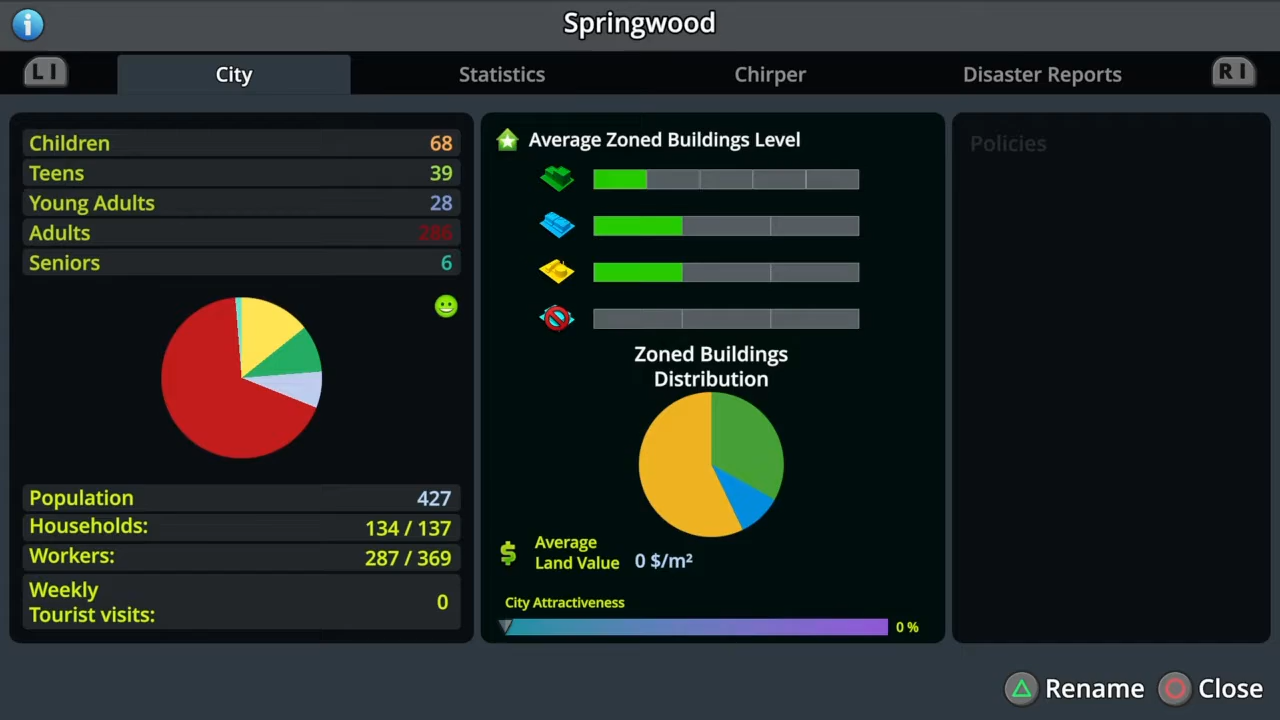 Springwood
L1
City
Statistics
Chirper
Disaster Reports
R1
Children 68
Teens 39
Young Adults 28
Adults 286
Seniors 6
Population 427
Households: 134 / 137
Workers: 287 / 369
Weekly
Tourist visits: 0
Average Zoned Buildings Level
Zoned Buildings
Distribution
Average
Land Value 0 $/m²
City Attractiveness
0 %
Policies
Rename
Close